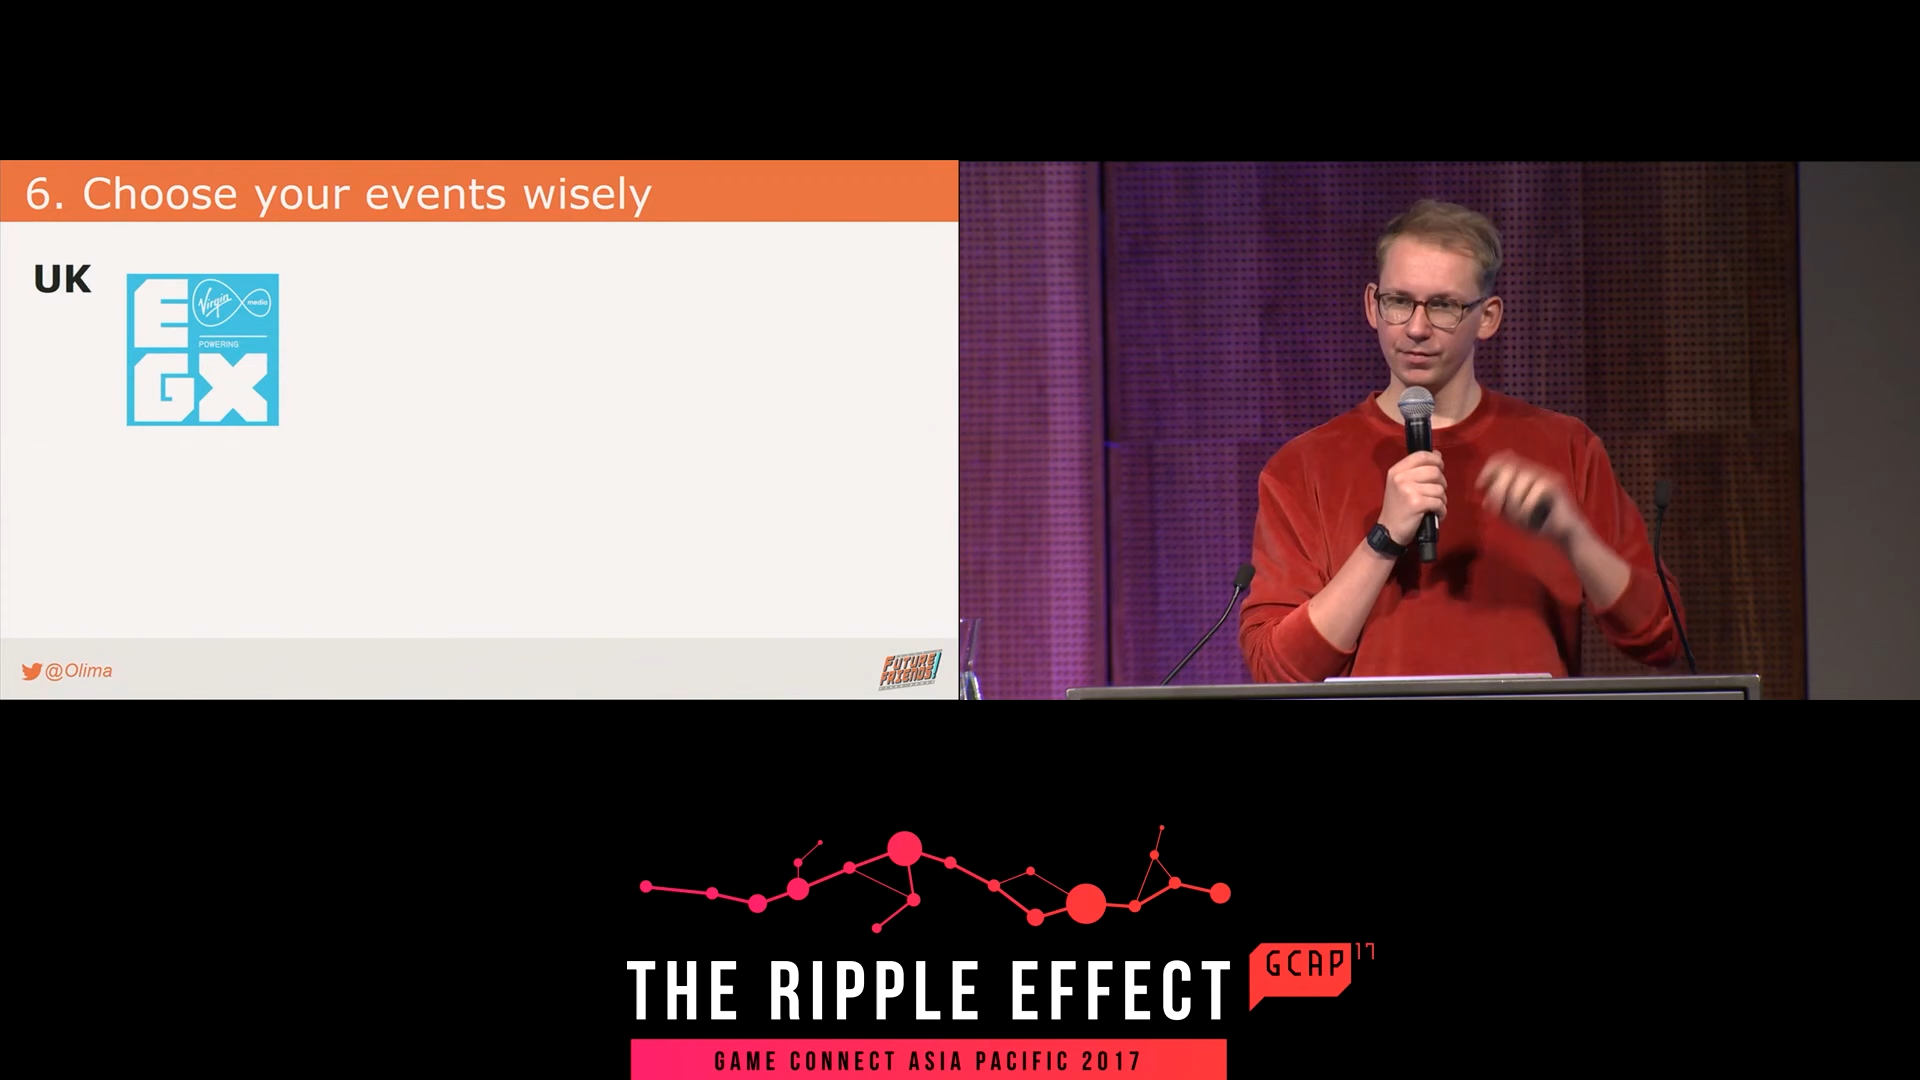 6. Choose your events wisely
UK
E
Virgin media
POWERING
GX
@Olima
FUTURE
FRIENDS!
THE RIPPLE EFFECT
GCAP 17
GAME CONNECT ASIA PACIFIC 2017